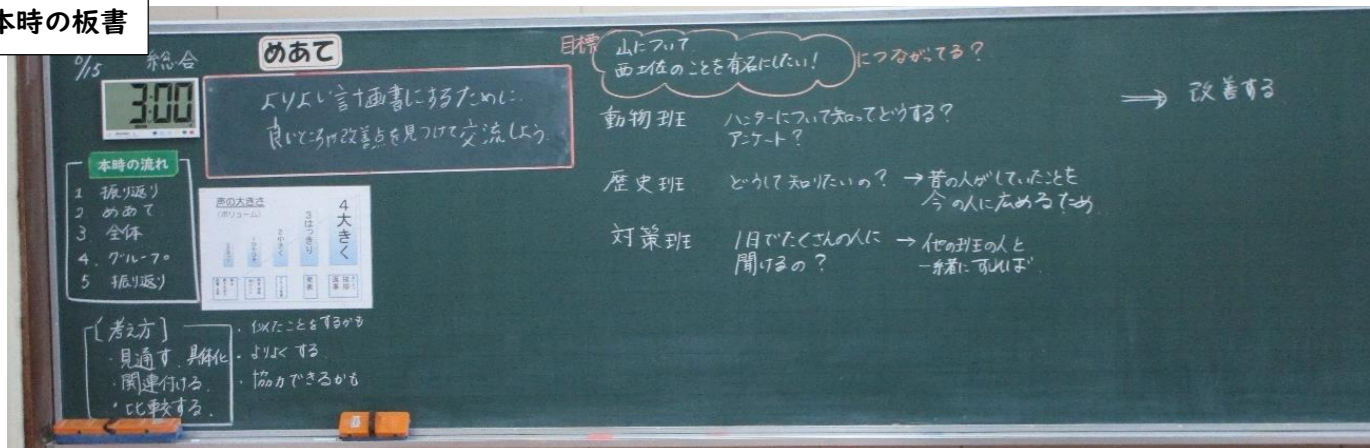 本時の板書
総合
めあて
3:00
よりよい計画書にするために
良いところや改善点を見つけて交流しよう
本時の流れ
1 振り返り
2 めあて
3 全体
4. グループ
5 振り返り
声の大きさ
(ボリューム)
4 大きく
3 はっきり
2 小さく
発表
[考え方]
・見通す.具体化
・関連付ける.
・比較する.
・似たことをするかも
・よりよくする
・協力できるかも
目標 山について
西土佐のことを有名にしたい! につながってる?
動物班 ハンターについて知ってどうする?
アンケート?
歴史班 どうして知りたいの? → 昔の人がしていたことを
今の人に広めるため
対策班 1日でたくさんの人に → 他の班の人と
聞けるの? 一緒にすれば
⇒ 改善する